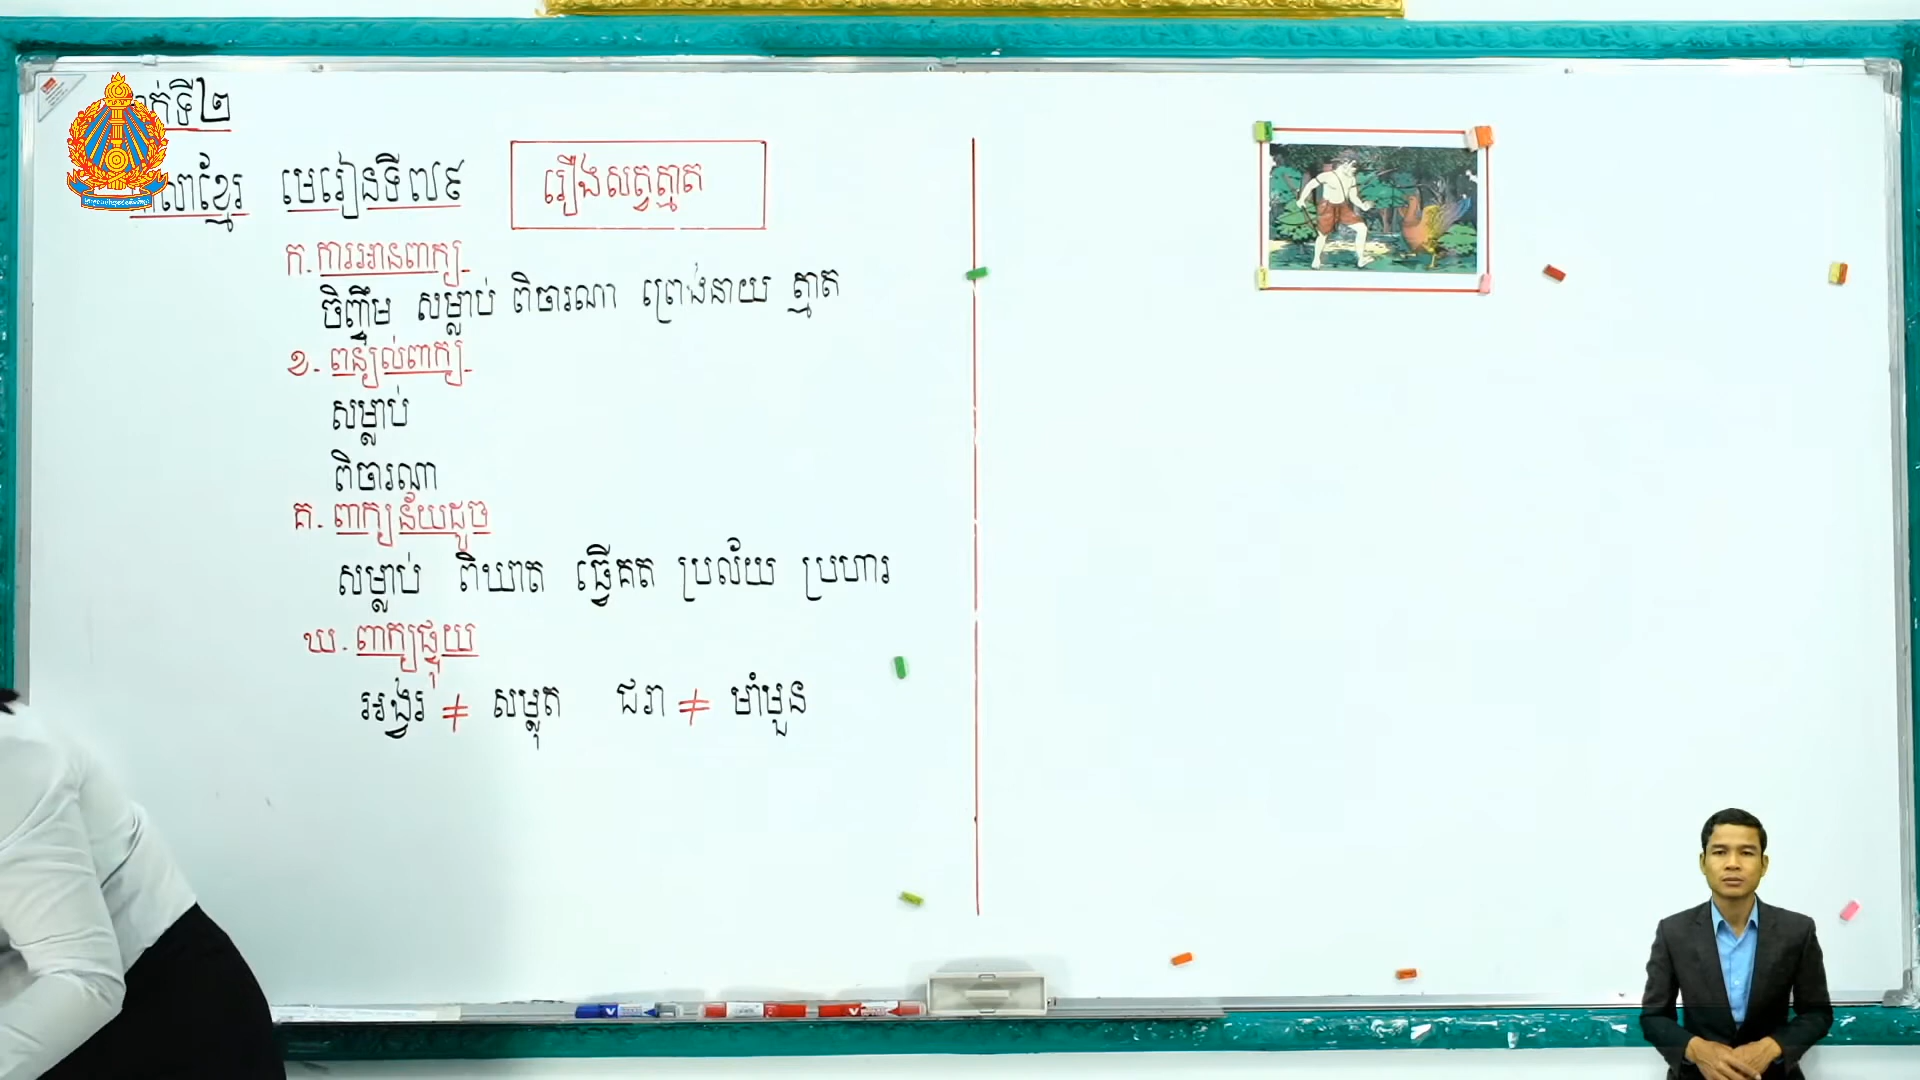 ទី២
ខ្មែរ មេរៀនទី៧៩ រឿងសត្វត្មាត
ក.ការអានពាក្យ
ចិញ្ចឹម សម្លាប់ ពិចារណា ព្រេងនាយ ត្មាត
ខ. ពន្យល់ពាក្យ
សម្លាប់
ពិចារណា
គ. ពាក្យន័យដូច
សម្លាប់ ពិឃាត ធ្វើគត ប្រល័យ ប្រហារ
ឃ. ពាក្យផ្ទុយ
អង្វរ ≠ សម្លុត ជរា ≠ មាំមួន